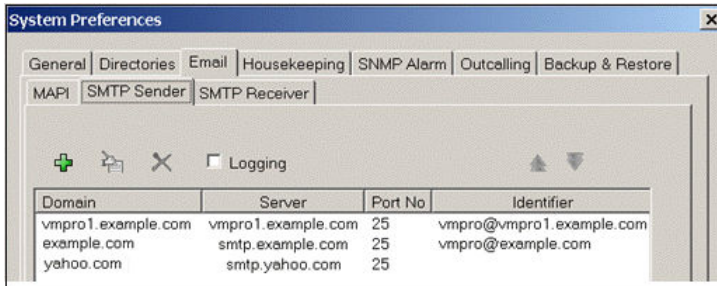 System Preferences
General Directories Email Housekeeping SNMP Alarm Outcalling Backup & Restore
MAPI SMTP Sender SMTP Receiver
Logging
Domain Server Port No Identifier
vmpro1.example.com vmpro1.example.com 25 vmpro@vmpro1.example.com
example.com smtp.example.com 25 vmpro@example.com
yahoo.com smtp.yahoo.com 25